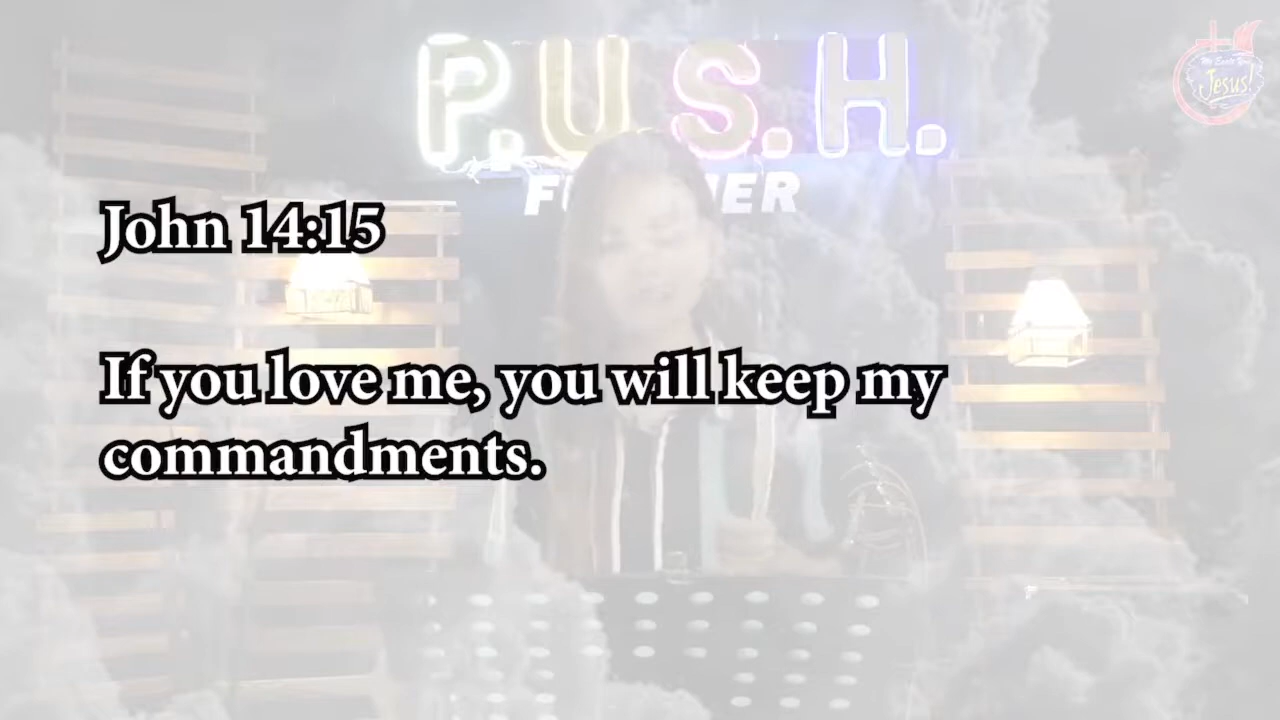 P.U.S.H.
John 14:15
If you love me, you will keep my
commandments.
Jesus!